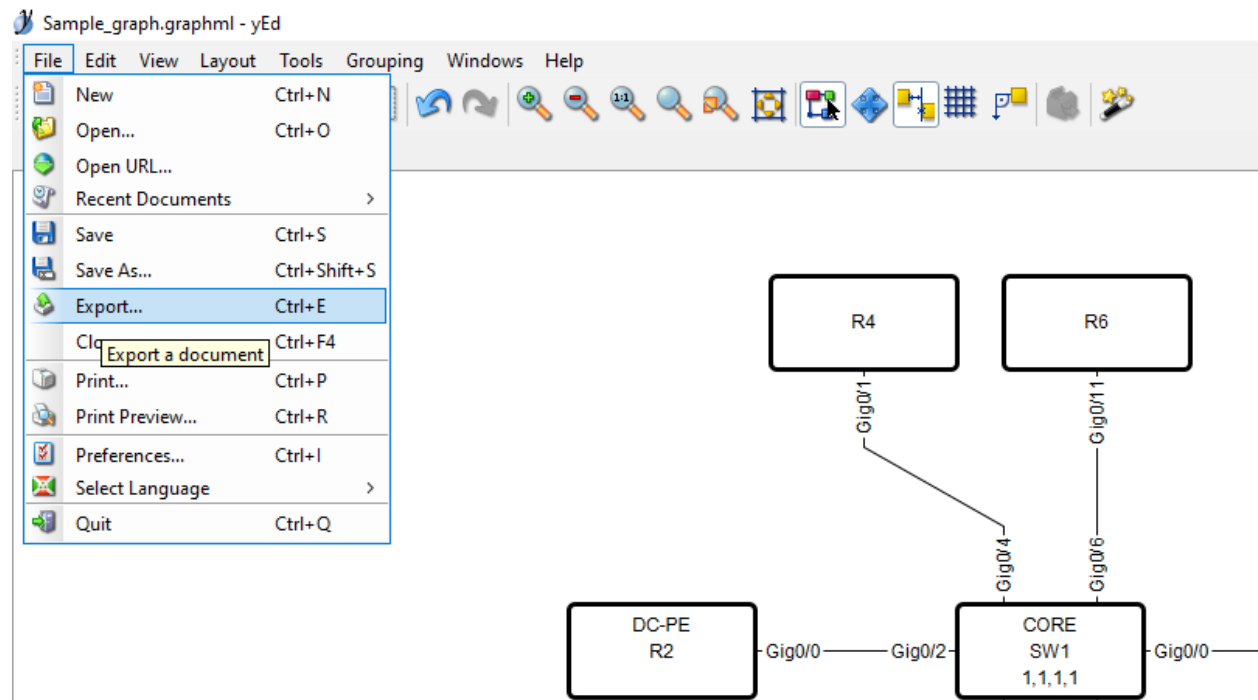 Sample_graph.graphml - yEd
File Edit View Layout Tools Grouping Windows Help
New Ctrl+N
Open... Ctrl+O
Open URL...
Recent Documents
Save Ctrl+S
Save As... Ctrl+Shift+S
Export... Ctrl+E
Ctrl+F4
Export a document
Print... Ctrl+P
Print Preview... Ctrl+R
Preferences... Ctrl+I
Select Language
Quit Ctrl+Q
1:1
R4
R6
Gig0/1
Gig0/11
Gig0/4
Gig0/6
DC-PE
R2
Gig0/0
Gig0/2
CORE
SW1
1,1,1,1
Gig0/0